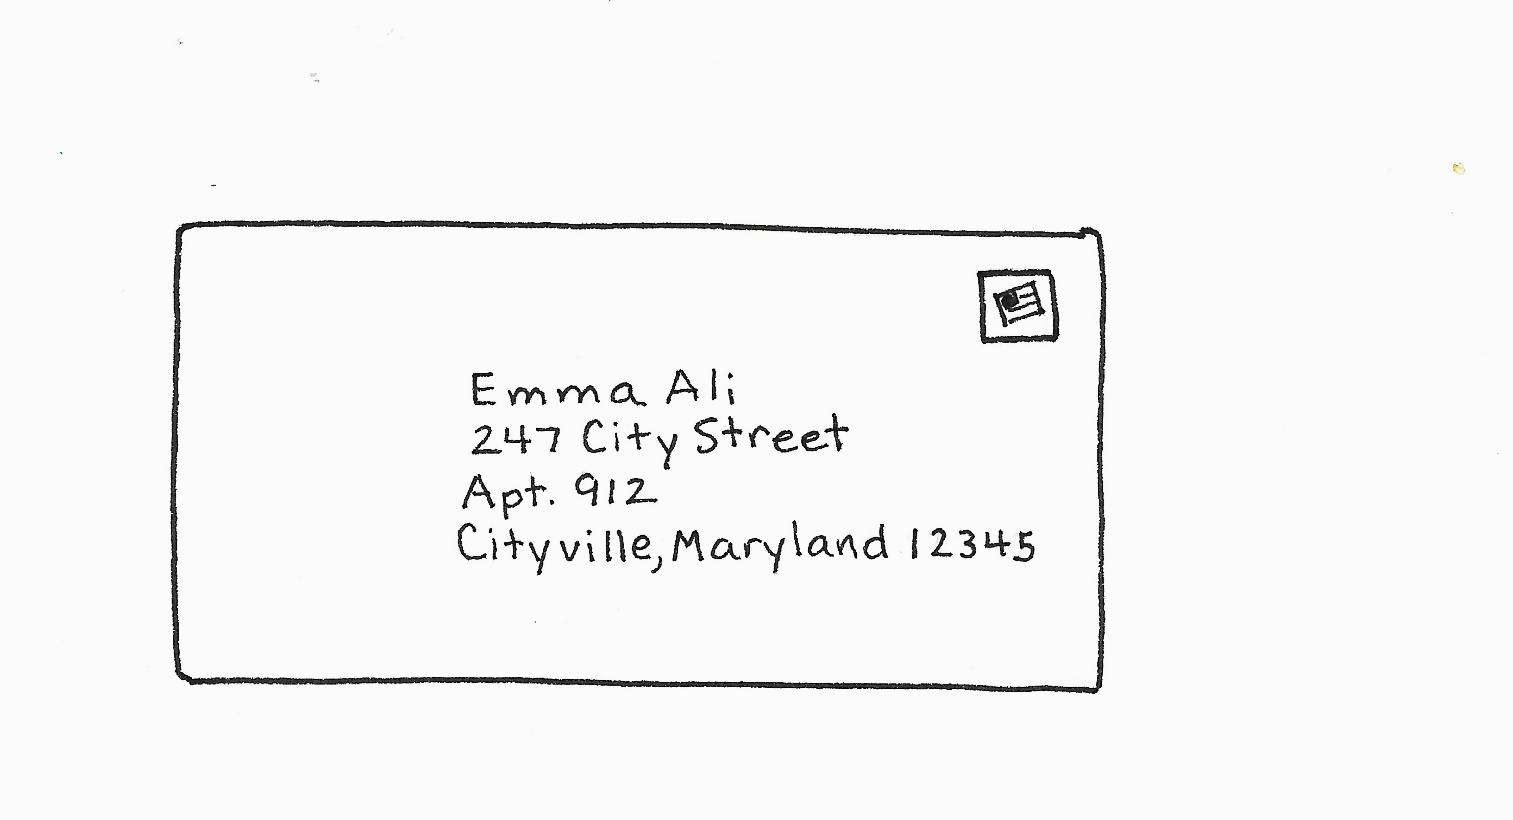 Emma Ali
247 City Street
Apt. 912
Cityville, Maryland 12345